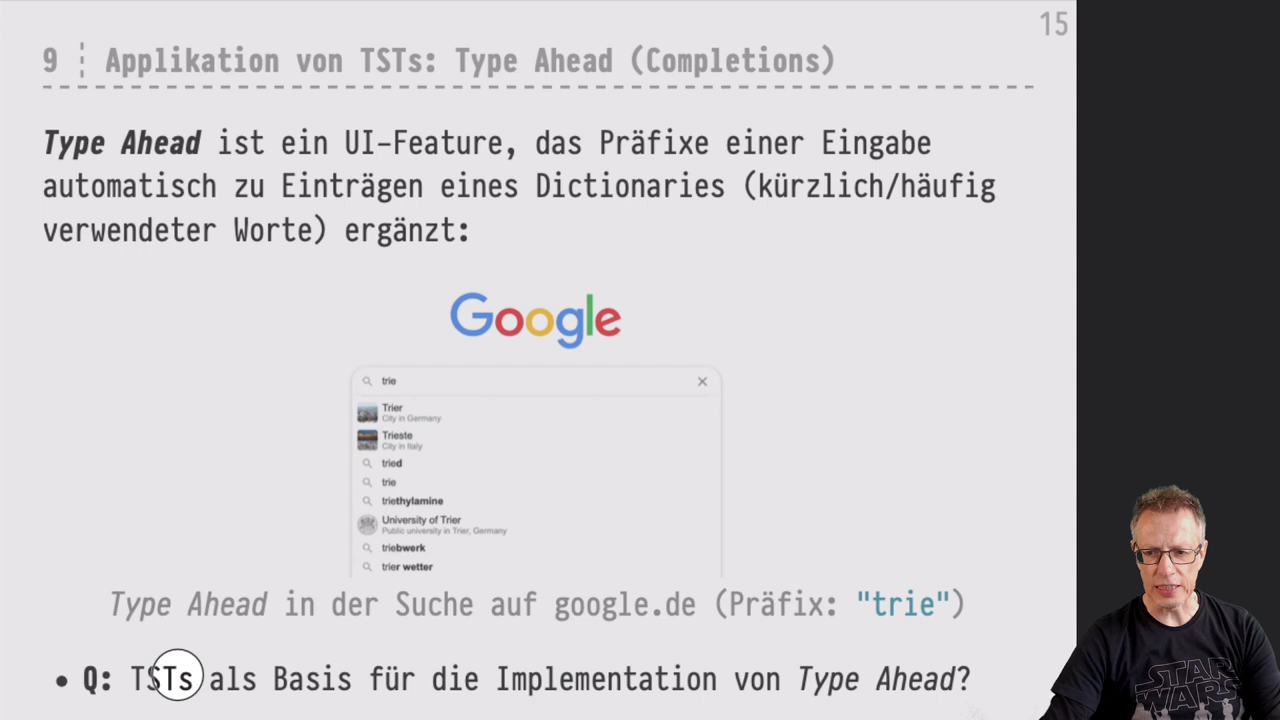 15
9 ¦ Applikation von TSTs: Type Ahead (Completions)
Type Ahead ist ein UI-Feature, das Präfixe einer Eingabe
automatisch zu Einträgen eines Dictionaries (kürzlich/häufig
verwendeter Worte) ergänzt:
Google
trie
Trier
City in Germany
Trieste
City in Italy
tried
trie
triethylamine
University of Trier
Public university in Trier, Germany
triebwerk
trier wetter
Type Ahead in der Suche auf google.de (Präfix: "trie")
• Q: TSTs als Basis für die Implementation von Type Ahead?
STAR
WARS